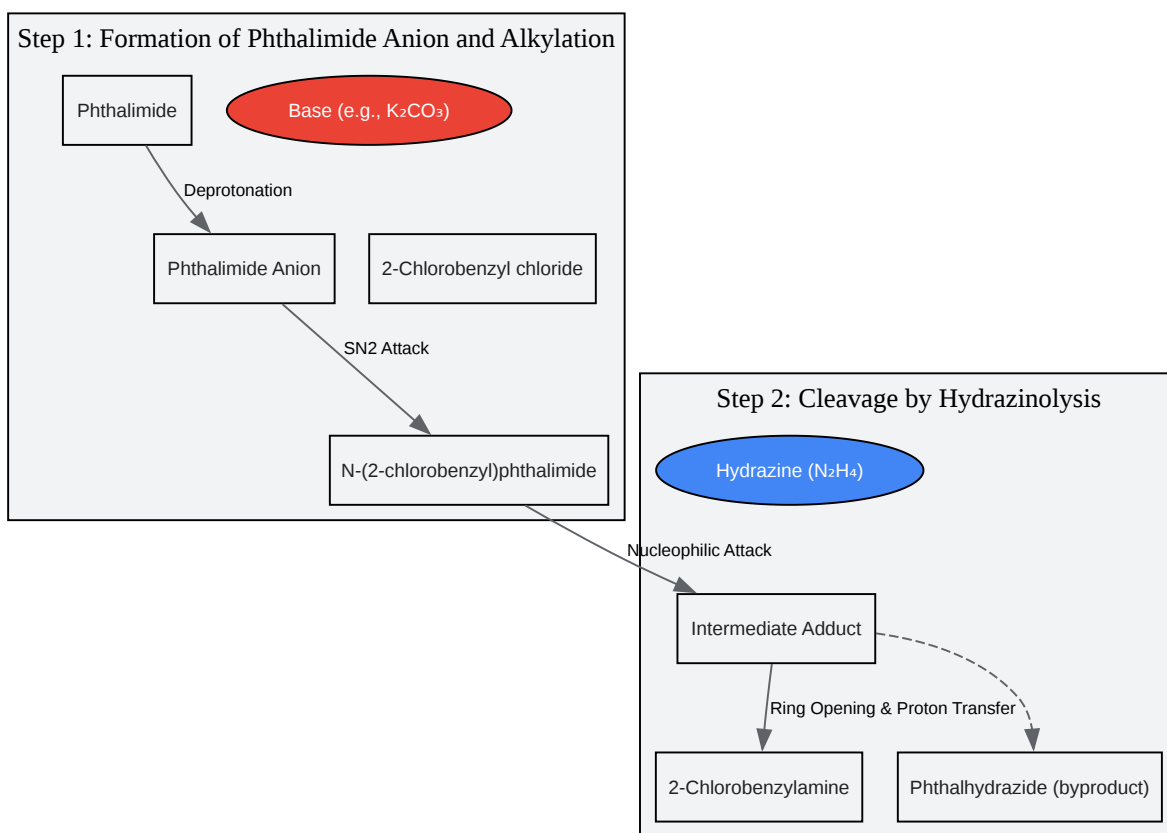 Step 1: Formation of Phthalimide Anion and Alkylation
Phthalimide
Base (e.g., K₂CO₃)
Deprotonation
Phthalimide Anion
2-Chlorobenzyl chloride
SN2 Attack
N-(2-chlorobenzyl)phthalimide
Step 2: Cleavage by Hydrazinolysis
Hydrazine (N₂H₄)
Nucleophilic Attack
Intermediate Adduct
Ring Opening & Proton Transfer
2-Chlorobenzylamine
Phthalhydrazide (byproduct)